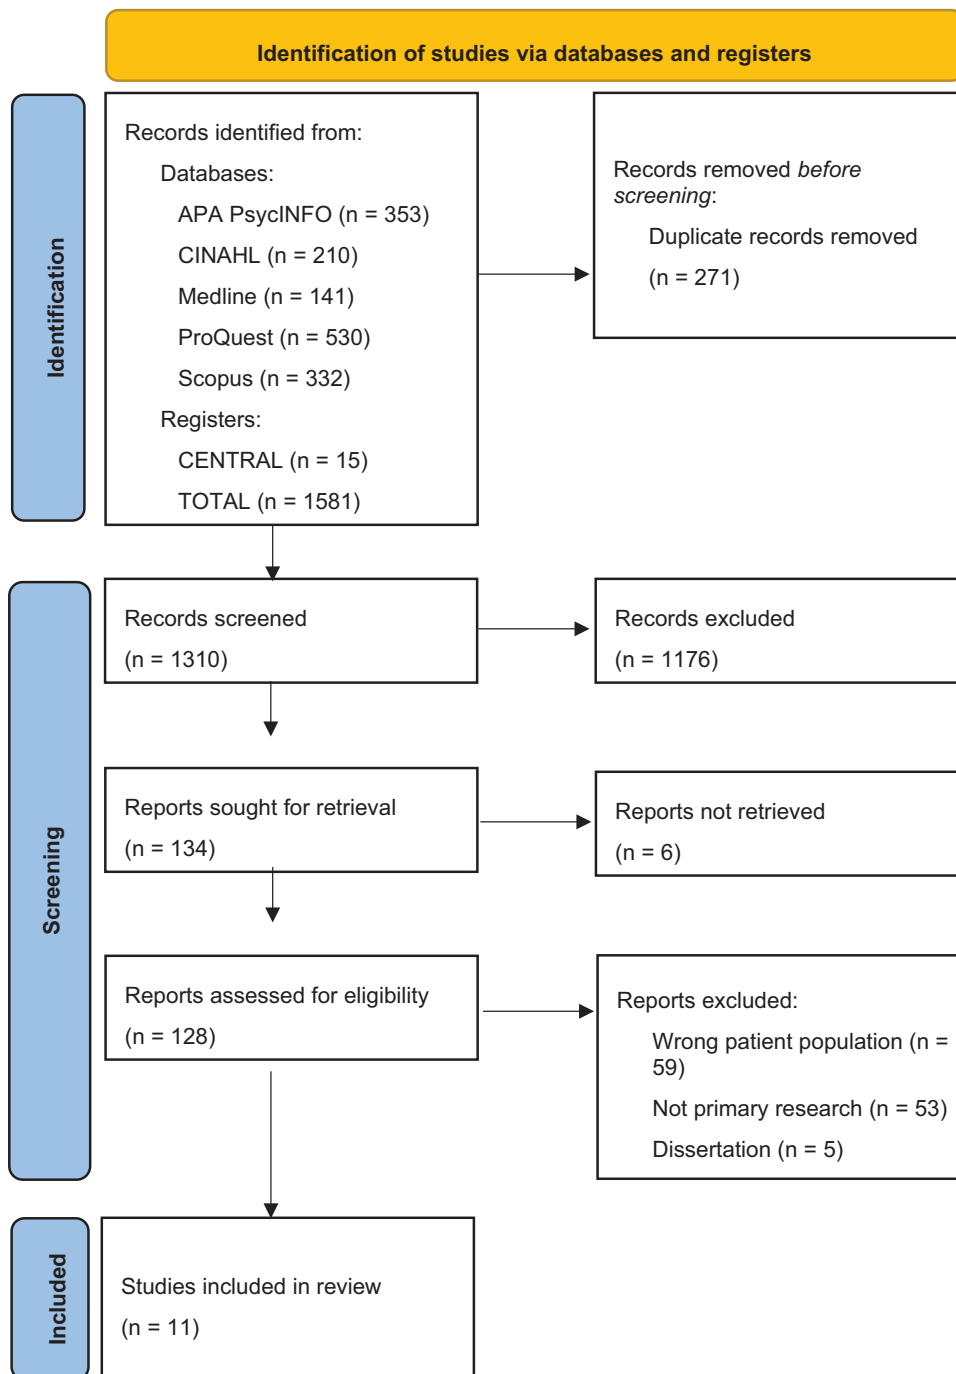 Identification of studies via databases and registers
Identification
Records identified from:
Databases:
APA PsycINFO (n = 353)
CINAHL (n = 210)
Medline (n = 141)
ProQuest (n = 530)
Scopus (n = 332)
Registers:
CENTRAL (n = 15)
TOTAL (n = 1581)
Records removed before
screening:
Duplicate records removed
(n = 271)
Screening
Records screened
(n = 1310)
Records excluded
(n = 1176)
Reports sought for retrieval
(n = 134)
Reports not retrieved
(n = 6)
Reports assessed for eligibility
(n = 128)
Reports excluded:
Wrong patient population (n =
59)
Not primary research (n = 53)
Dissertation (n = 5)
Included
Studies included in review
(n = 11)